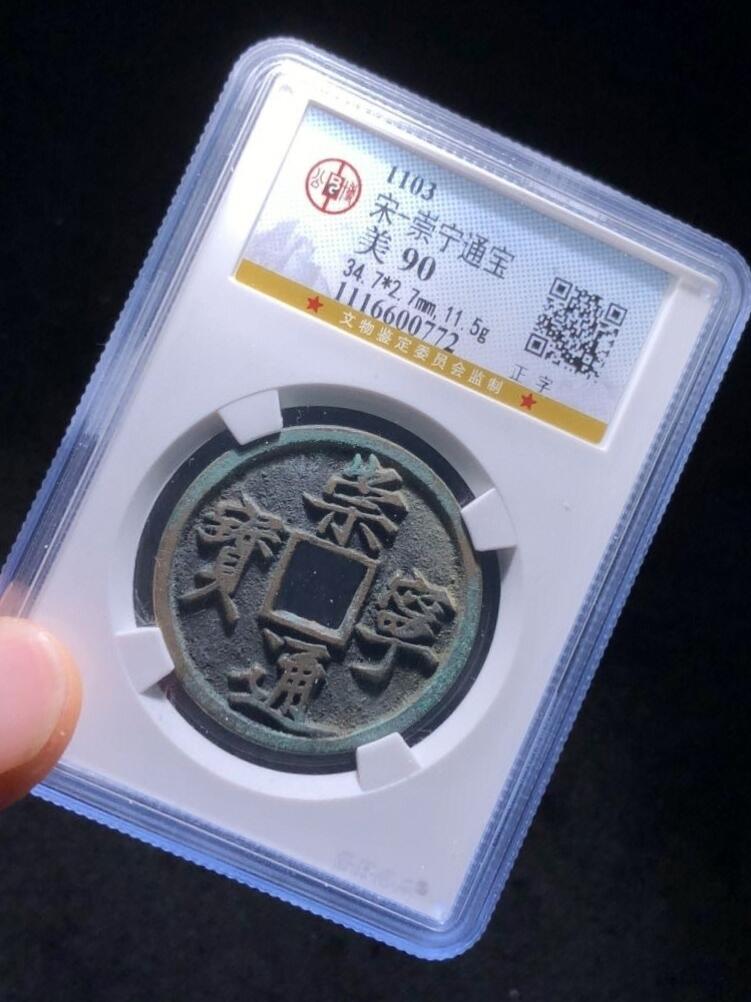 公博
1103
宋-崇宁通宝
美 90
34.7*2.7mm,11.5g
1116600772
正字
文物鉴定委员会监制
崇寧通寶